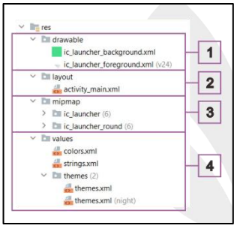 res
drawable
ic_launcher_background.xml
ic_launcher_foreground.xml (v24)
1
layout
activity_main.xml
2
mipmap
ic_launcher (6)
ic_launcher_round (6)
3
values
colors.xml
strings.xml
themes (2)
themes.xml
themes.xml (night)
4